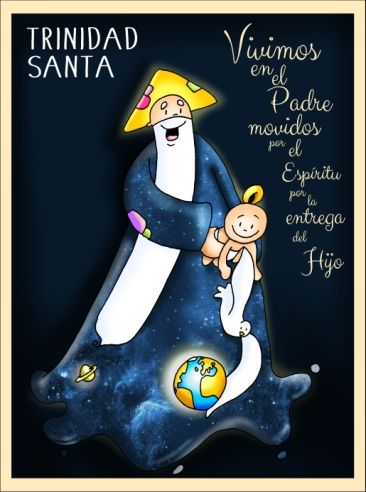 TRINIDAD
SANTA
Vivimos
en
el
Padre
movidos
por
el
Espíritu
por
la
entrega
del
Hijo